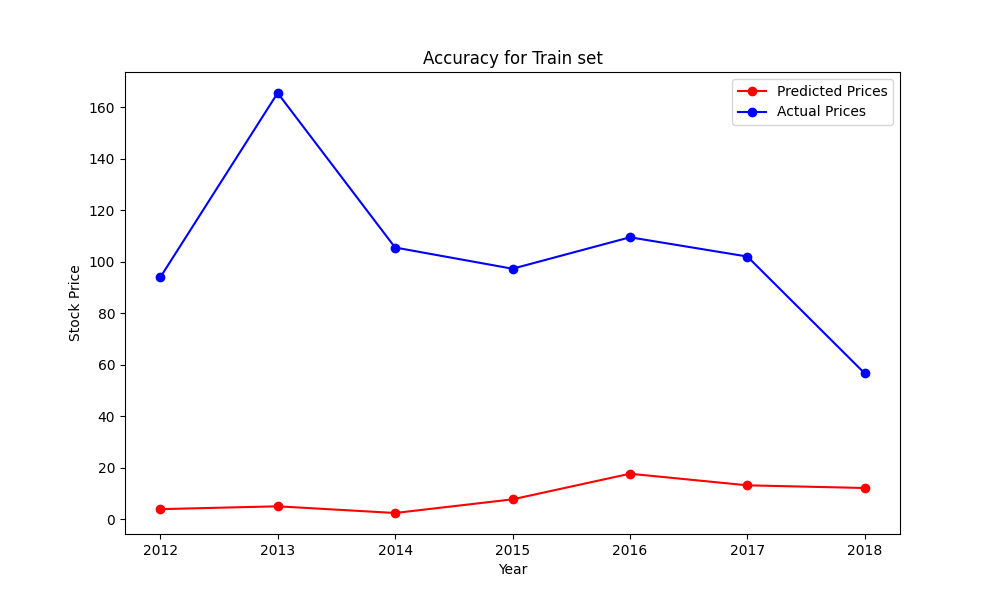 Accuracy for Train set
Predicted Prices
Actual Prices
160
140
120
100
80
60
40
20
0
Stock Price
2012 2013 2014 2015 2016 2017 2018
Year